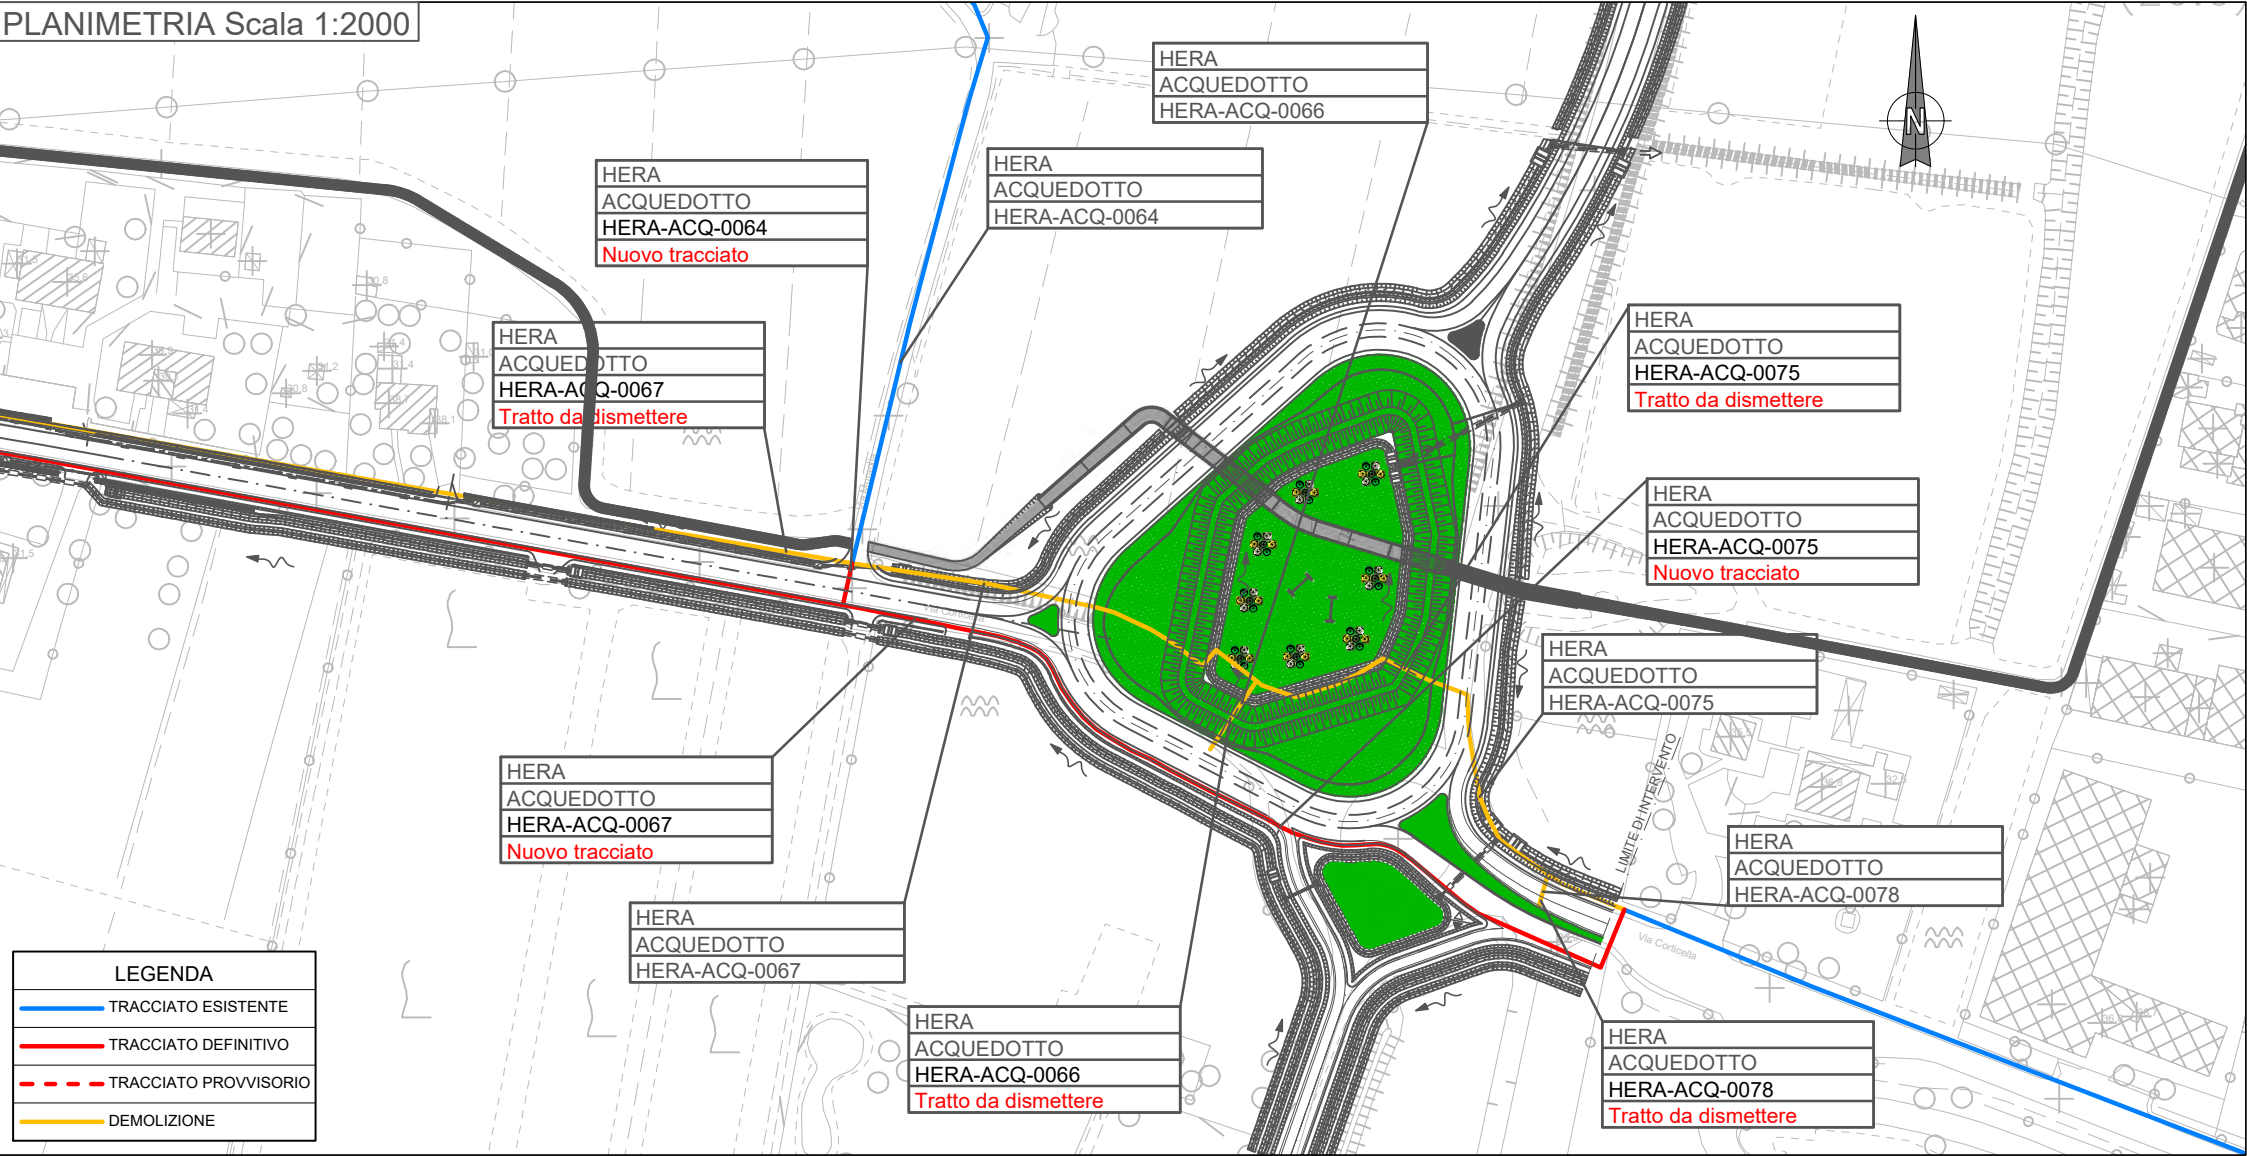 PLANIMETRIA Scala 1:2000
N
HERA
ACQUEDOTTO
HERA-ACQ-0066
HERA
ACQUEDOTTO
HERA-ACQ-0064
Nuovo tracciato
HERA
ACQUEDOTTO
HERA-ACQ-0064
HERA
ACQUEDOTTO
HERA-ACQ-0067
Tratto da dismettere
HERA
ACQUEDOTTO
HERA-ACQ-0075
Tratto da dismettere
HERA
ACQUEDOTTO
HERA-ACQ-0075
Nuovo tracciato
HERA
ACQUEDOTTO
HERA-ACQ-0075
Via Corticella
LIMITE DI INTERVENTO
HERA
ACQUEDOTTO
HERA-ACQ-0067
Nuovo tracciato
HERA
ACQUEDOTTO
HERA-ACQ-0078
HERA
ACQUEDOTTO
HERA-ACQ-0067
Via Corticella
HERA
ACQUEDOTTO
HERA-ACQ-0066
Tratto da dismettere
HERA
ACQUEDOTTO
HERA-ACQ-0078
Tratto da dismettere
LEGENDA
TRACCIATO ESISTENTE
TRACCIATO DEFINITIVO
TRACCIATO PROVVISORIO
DEMOLIZIONE